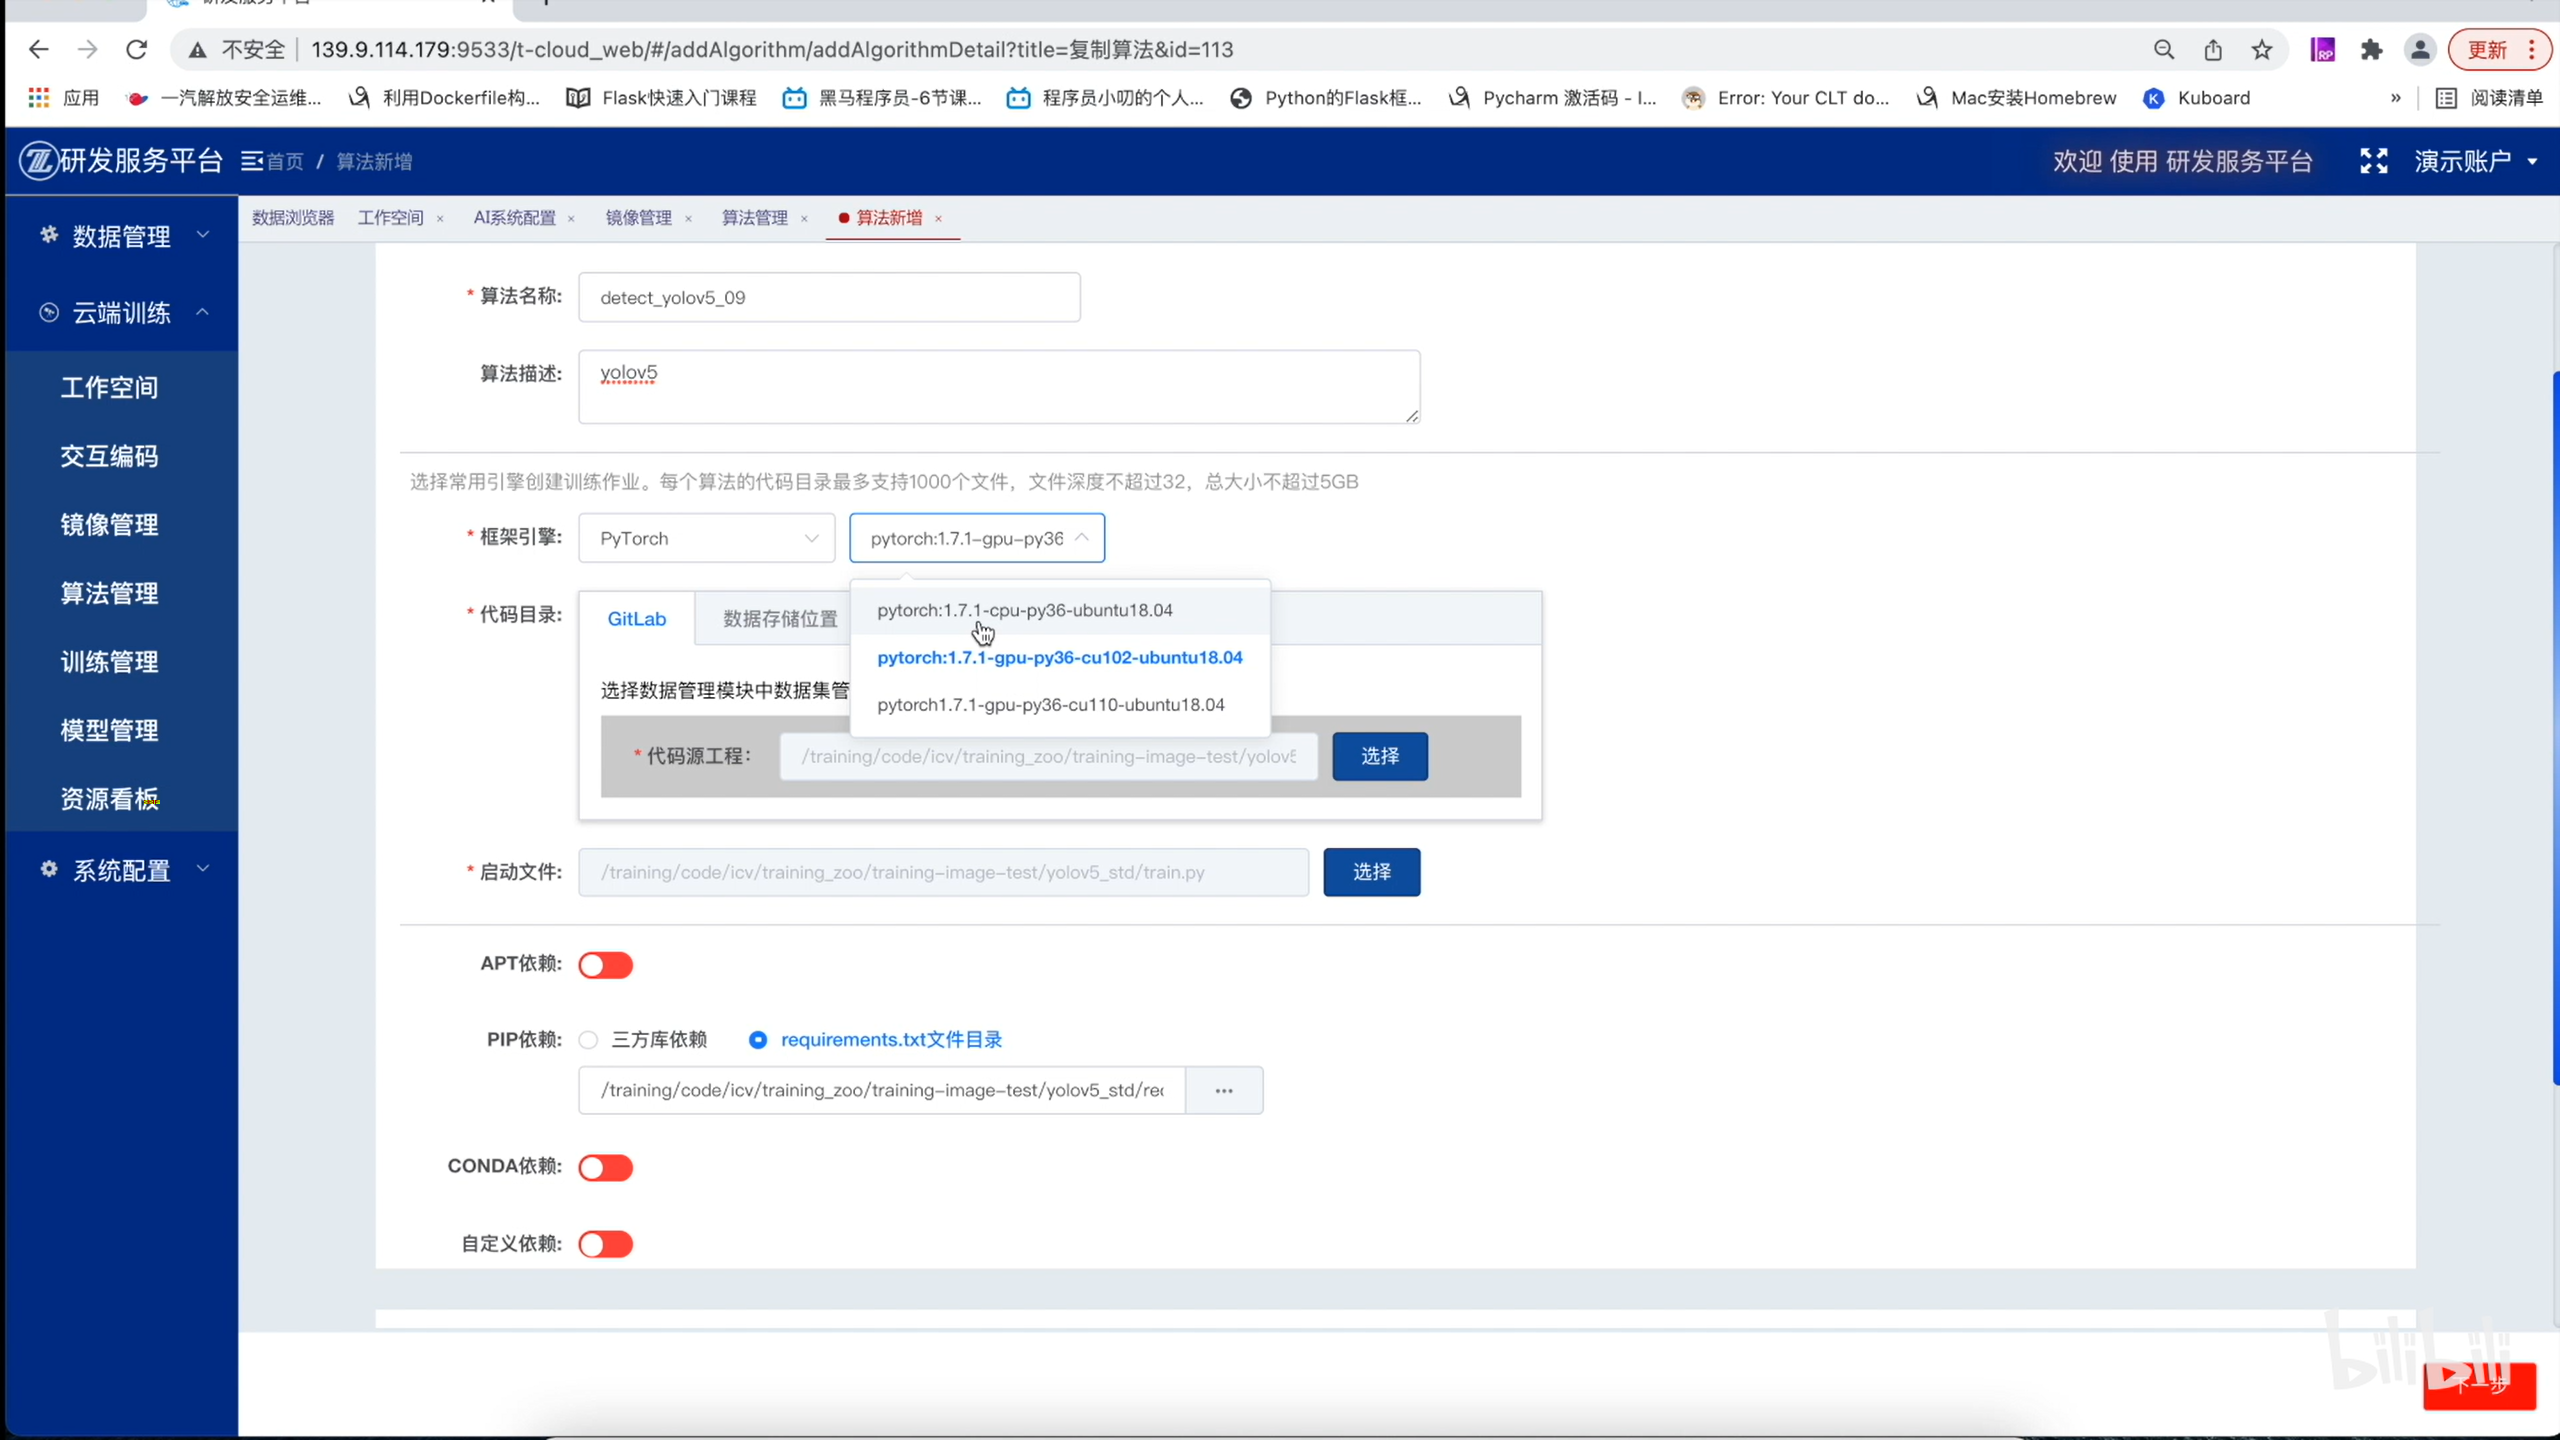 不安全 139.9.114.179:9533/t-cloud_web/#/addAlgorithm/addAlgorithmDetail?title=复制算法&id=113 更新
应用 一汽解放安全运维... 利用Dockerfile构... Flask快速入门课程 黑马程序员-6节课... 程序员小叨的个人... Python的Flask框... Pycharm 激活码 - I... Error: Your CLT do... Mac安装Homebrew Kuboard » 阅读清单
研发服务平台 首页 / 算法新增 欢迎 使用 研发服务平台 演示账户
数据浏览器 工作空间 × AI系统配置 × 镜像管理 × 算法管理 × 算法新增 ×
数据管理
云端训练
工作空间
交互编码
镜像管理
算法管理
训练管理
模型管理
资源看板
系统配置
* 算法名称: detect_yolov5_09
算法描述: yolov5
选择常用引擎创建训练作业。每个算法的代码目录最多支持1000个文件，文件深度不超过32，总大小不超过5GB
* 框架引擎: PyTorch pytorch:1.7.1-gpu-py36
pytorch:1.7.1-cpu-py36-ubuntu18.04
pytorch:1.7.1-gpu-py36-cu102-ubuntu18.04
pytorch1.7.1-gpu-py36-cu110-ubuntu18.04
* 代码目录: GitLab 数据存储位置
选择数据管理模块中数据集管
* 代码源工程: /training/code/icv/training_zoo/training-image-test/yolov5 选择
* 启动文件: /training/code/icv/training_zoo/training-image-test/yolov5_std/train.py 选择
APT依赖:
PIP依赖: 三方库依赖 requirements.txt文件目录
/training/code/icv/training_zoo/training-image-test/yolov5_std/rec ...
CONDA依赖:
自定义依赖:
bilibili
下一步